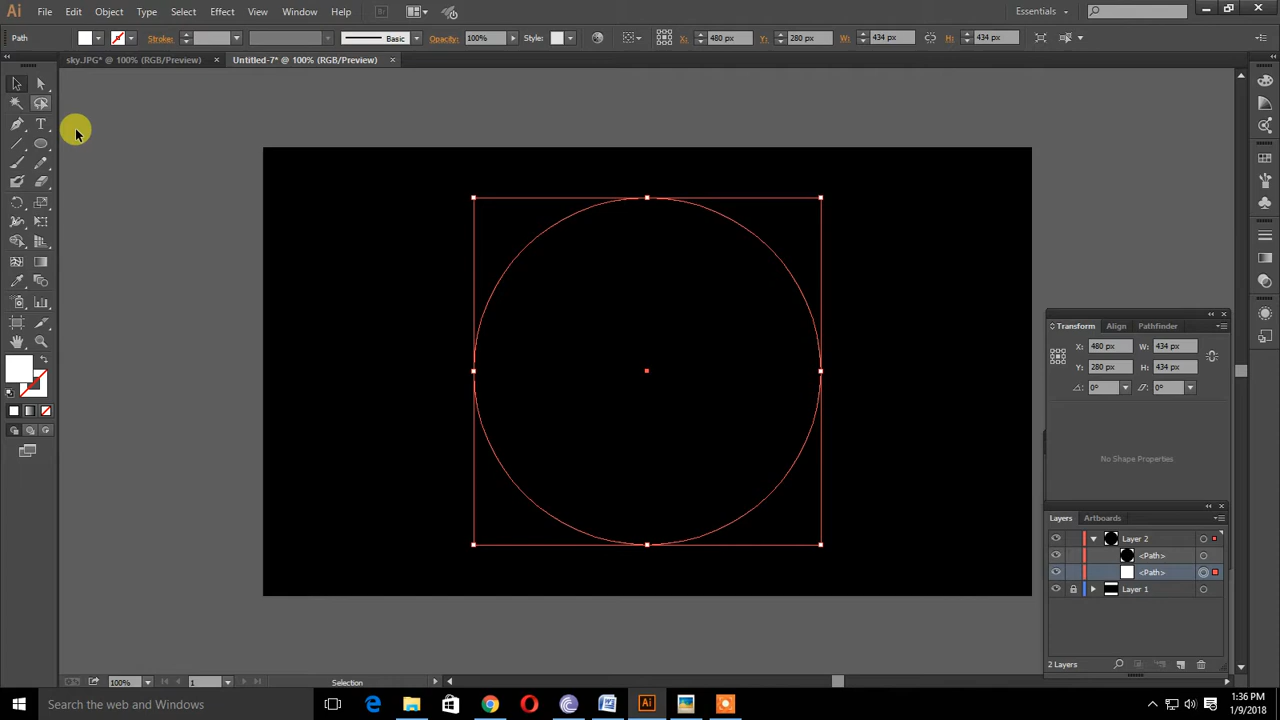 Ai File Edit Object Type Select Effect View Window Help Br Essentials
Path Stroke: Basic Opacity: 100% Style: X: 480 px Y: 280 px W: 434 px H: 434 px
sky.JPG* @ 100% (RGB/Preview) × Untitled-7* @ 100% (RGB/Preview) ×
T
Transform Align Pathfinder
X: 480 px W: 434 px
Y: 280 px H: 434 px
0° 0°
No Shape Properties
Layers Artboards
Layer 2
<Path>
<Path>
Layer 1
2 Layers
100% 1 Selection
Search the web and Windows
Ai
1:36 PM
1/9/2018